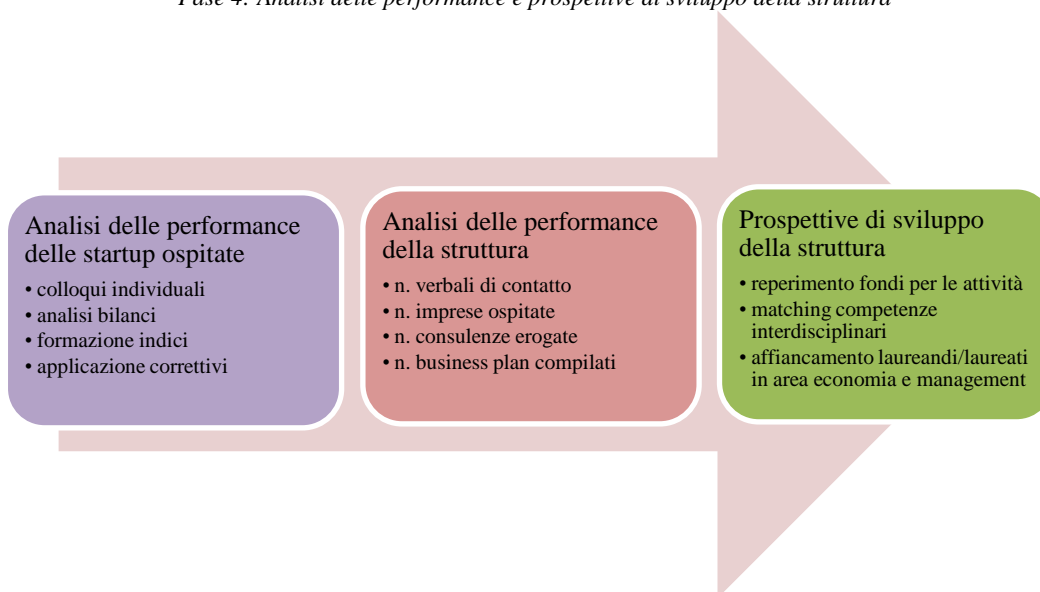 Fase 4: Analisi delle performance e prospettive di sviluppo della struttura
Analisi delle performance
delle startup ospitate
• colloqui individuali
• analisi bilanci
• formazione indici
• applicazione correttivi
Analisi delle performance
della struttura
• n. verbali di contatto
• n. imprese ospitate
• n. consulenze erogate
• n. business plan compilati
Prospettive di sviluppo
della struttura
• reperimento fondi per le attività
• matching competenze
interdisciplinari
• affiancamento laureandi/laureati
in area economia e management